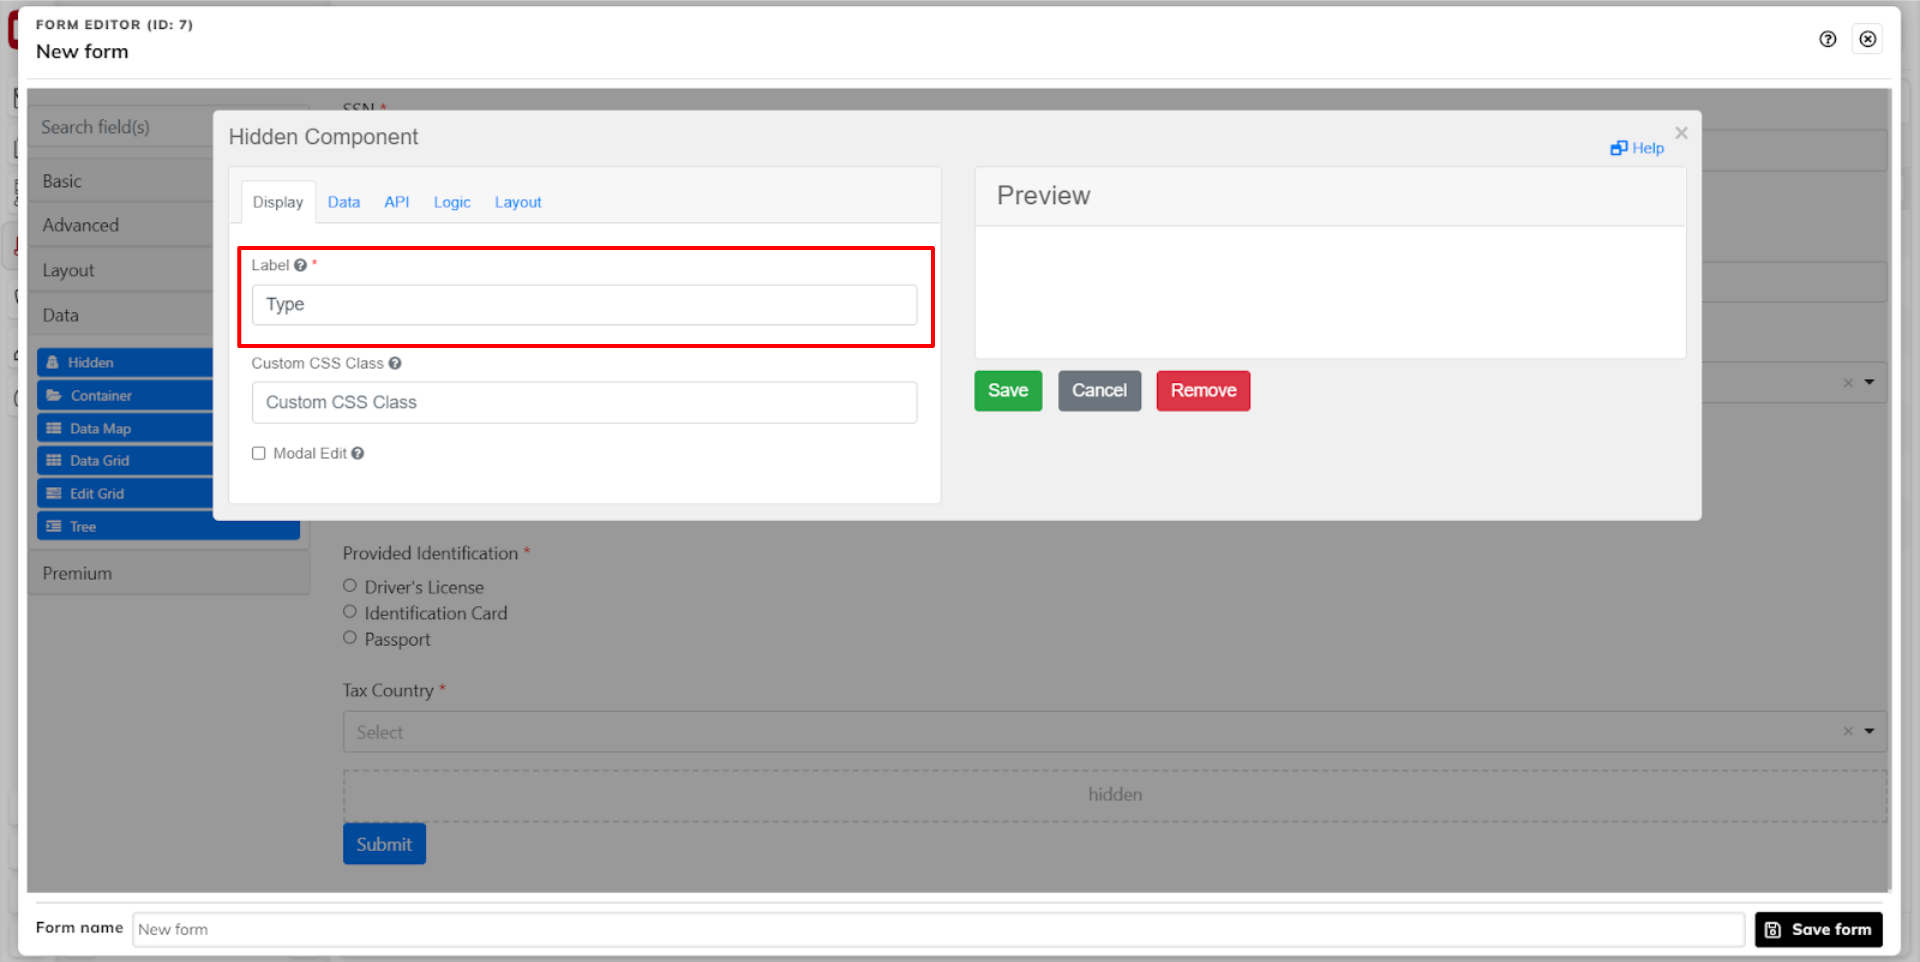 FORM EDITOR (ID: 7)
New form
SSN *
Search field(s)
Hidden Component
Help
Basic
Display
Data
API
Logic
Layout
Preview
Advanced
Label *
Layout
Type
Data
Custom CSS Class
Hidden
Save
Cancel
Remove
Container
Custom CSS Class
Data Map
Modal Edit
Data Grid
Edit Grid
Tree
Provided Identification *
Premium
Driver's License
Identification Card
Passport
Tax Country *
Select
hidden
Submit
Form name
New form
Save form